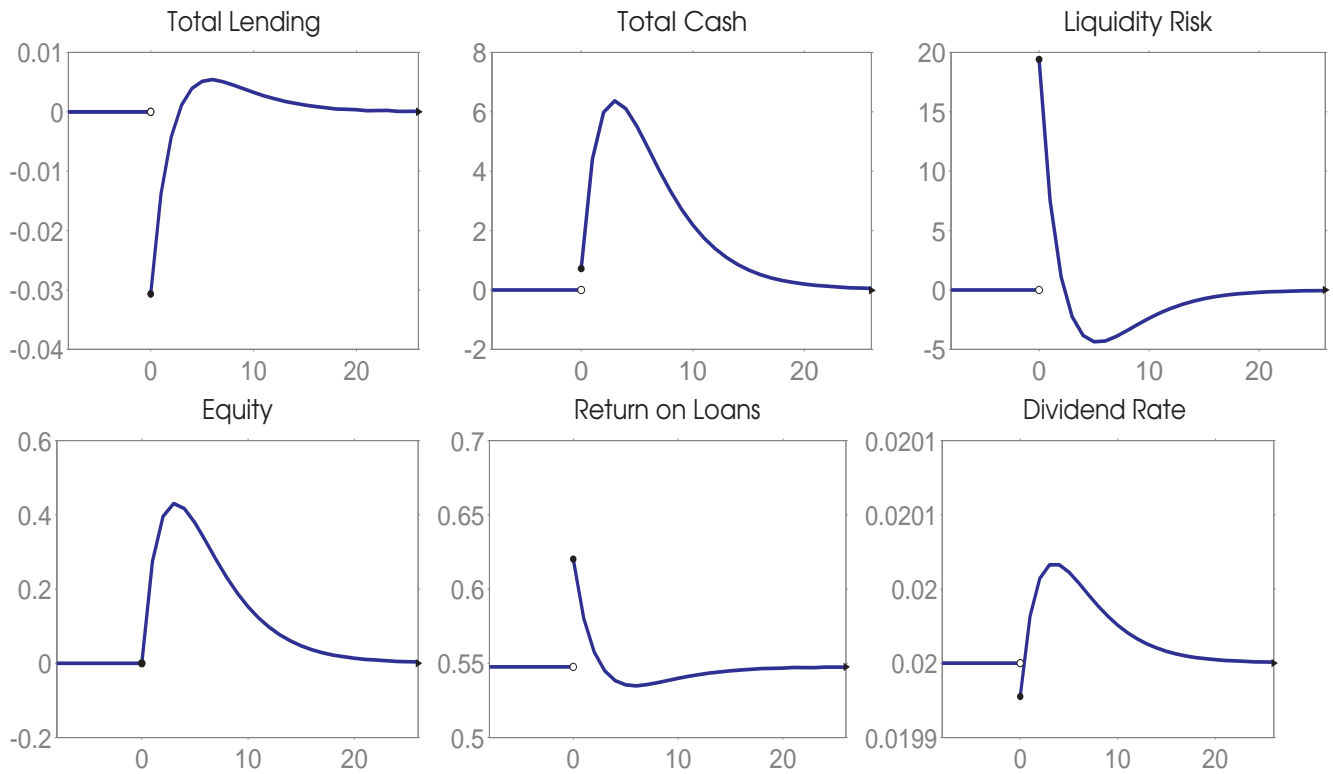 Total Lending Total Cash Liquidity Risk
0.01 8 20
0 6 15
-0.01 4 10
-0.02 2 5
-0.03 0 0
-0.04 -2 -5
0 10 20 0 10 20 0 10 20
Equity Return on Loans Dividend Rate
0.6 0.7 0.0201
0.4 0.65 0.0201
0.2 0.6 0.02
0 0.55 0.02
-0.2 0.5 0.0199
0 10 20 0 10 20 0 10 20